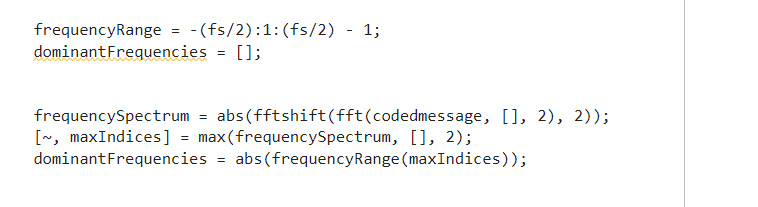 frequencyRange = -(fs/2):1:(fs/2) - 1;
dominantFrequencies = [];
frequencySpectrum = abs(fftshift(fft(codedmessage, [], 2), 2));
[~, maxIndices] = max(frequencySpectrum, [], 2);
dominantFrequencies = abs(frequencyRange(maxIndices));